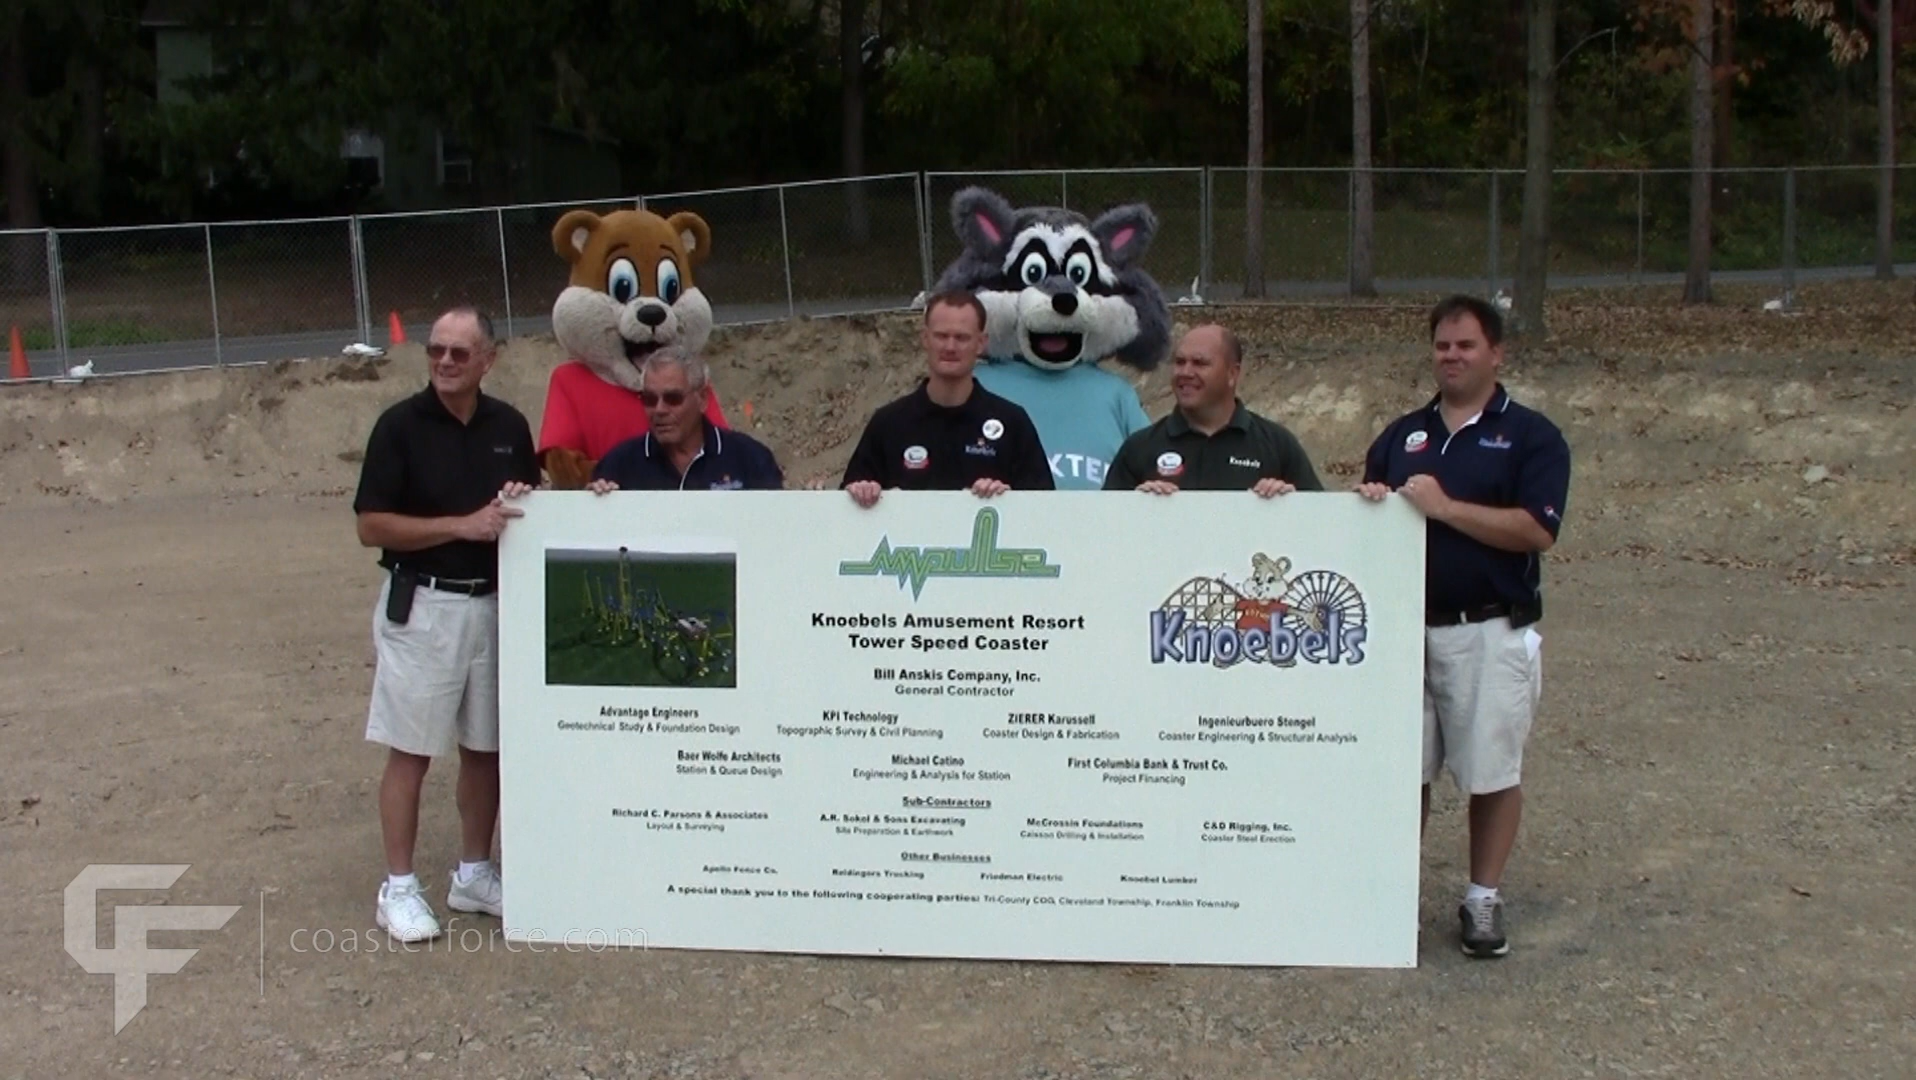 XTE
Knoebels
Impulse
Knoebels Amusement Resort
Tower Speed Coaster
Knoebels
Bill Anskis Company, Inc.
General Contractor
Advantage Engineers
Geotechnical Study & Foundation Design
KPI Technology
Topographic Survey & Civil Planning
ZIERER Karussell
Coaster Design & Fabrication
Ingenieurbuero Stengel
Coaster Engineering & Structural Analysis
Baer Wolfe Architects
Station & Queue Design
Michael Catino
Engineering & Analysis for Station
First Columbia Bank & Trust Co.
Project Financing
Sub-Contractors
Richard C. Parsons & Associates
Layout & Surveying
A.R. Sokol & Sons Excavating
Site Preparation & Earthwork
McCrossin Foundations
Caisson Drilling & Installation
C&D Rigging, Inc.
Coaster Steel Erection
Other Businesses
Apollo Fence Co.
Reidingers Trucking
Friedman Electric
Knoebel Lumber
A special thank you to the following cooperating parties: Tri-County COG, Cleveland Township, Franklin Township
CF
coasterforce.com